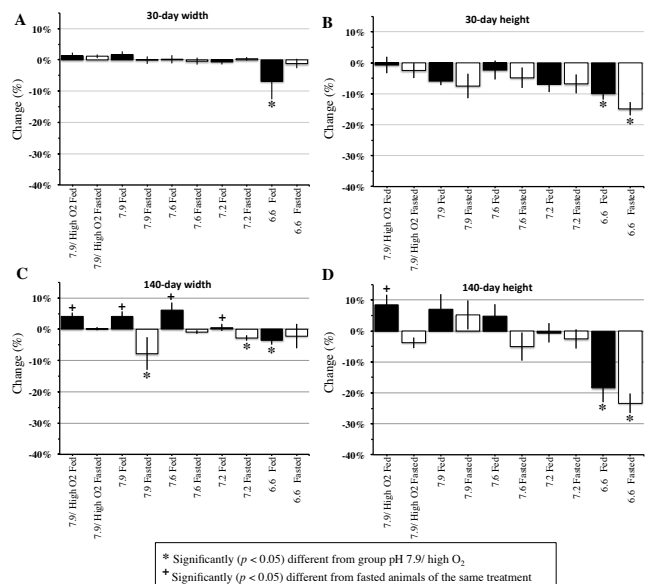 A
30-day width
Change (%)
10%
0%
-10%
-20%
-30%
-40%
*
7.9/ High O2 Fed
7.9/ High O2 Fasted
7.9 Fed
7.9 Fasted
7.6 Fed
7.6 Fasted
7.2 Fed
7.2 Fasted
6.6 Fed
6.6 Fasted
B
30-day height
Change (%)
10%
0%
-10%
-20%
-30%
-40%
* *
7.9/ High O2 Fed
7.9/ High O2 Fasted
7.9 Fed
7.9 Fasted
7.6 Fed
7.6 Fasted
7.2 Fed
7.2 Fasted
6.6 Fed
6.6 Fasted
C
140-day width
Change (%)
10%
0%
-10%
-20%
-30%
-40%
+ + + +
* * *
7.9/ High O2 Fed
7.9/ High O2 Fasted
7.9 Fed
7.9 Fasted
7.6 Fed
7.6 Fasted
7.2 Fed
7.2 Fasted
6.6 Fed
6.6 Fasted
D
140-day height
Change (%)
10%
0%
-10%
-20%
-30%
-40%
+
* *
7.9/ High O2 Fed
7.9/ High O2 Fasted
7.9 Fed
7.9 Fasted
7.6 Fed
7.6 Fasted
7.2 Fed
7.2 Fasted
6.6 Fed
6.6 Fasted
* Significantly (p < 0.05) different from group pH 7.9/ high O₂
+ Significantly (p < 0.05) different from fasted animals of the same treatment